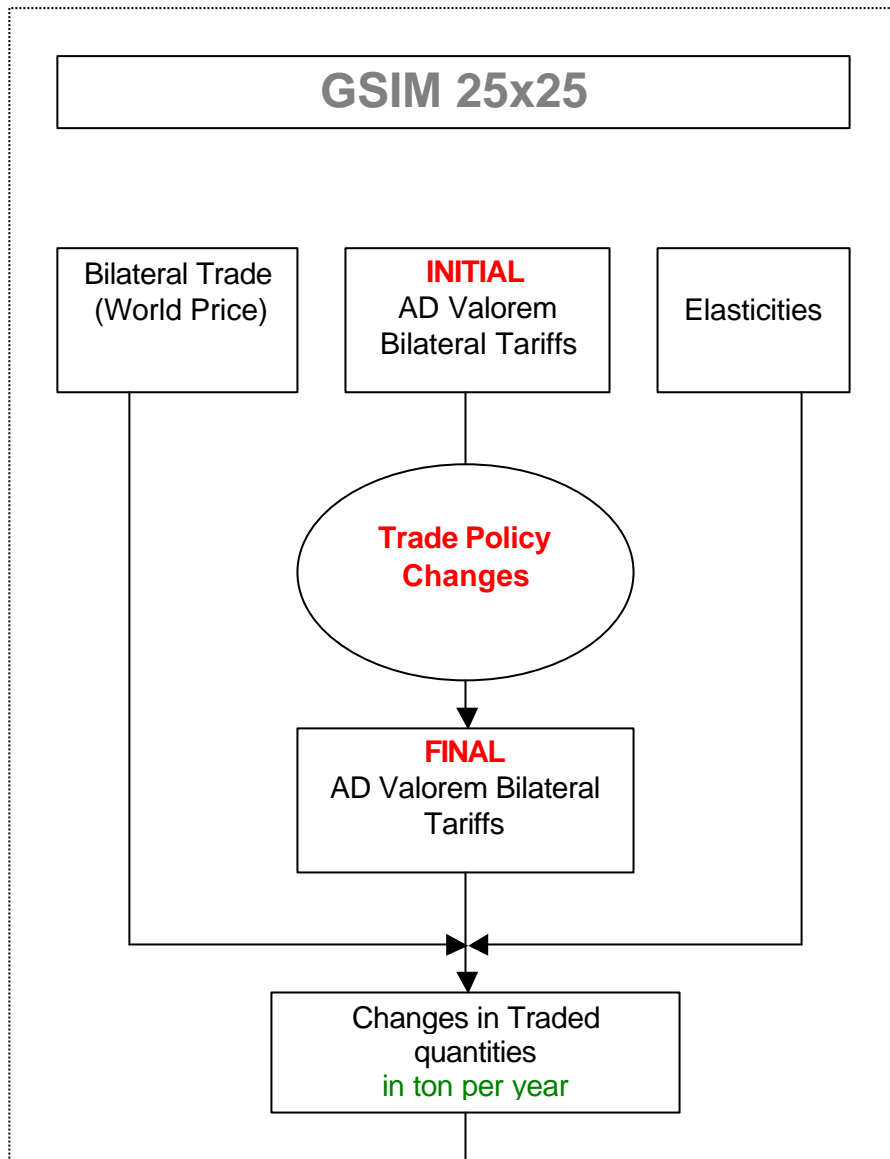 GSIM 25x25
Bilateral Trade
(World Price)
INITIAL
AD Valorem
Bilateral Tariffs
Elasticities
Trade Policy
Changes
FINAL
AD Valorem Bilateral
Tariffs
Changes in Traded
quantities
in ton per year